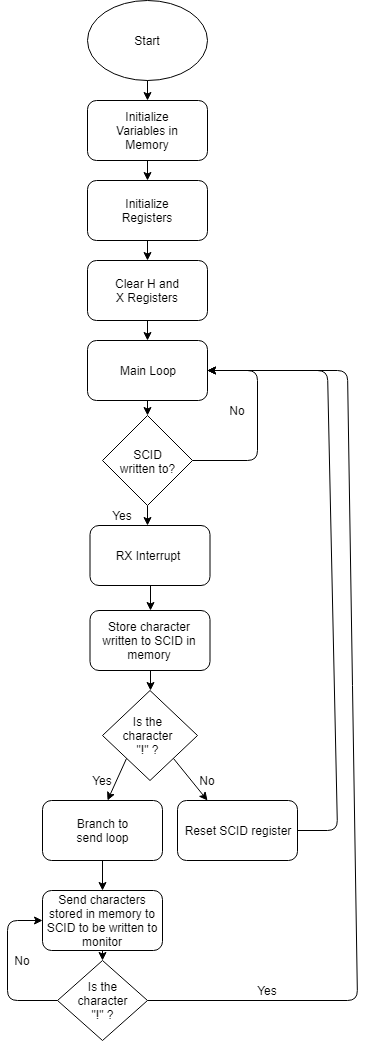 Start
Initialize
Variables in
Memory
Initialize
Registers
Clear H and
X Registers
Main Loop
No
SCID
written to?
Yes
RX Interrupt
Store character
written to SCID in
memory
Is the
character
"!" ?
Yes
No
Branch to
send loop
Reset SCID register
Send characters
stored in memory to
SCID to be written to
monitor
No
Is the
character
"!" ?
Yes